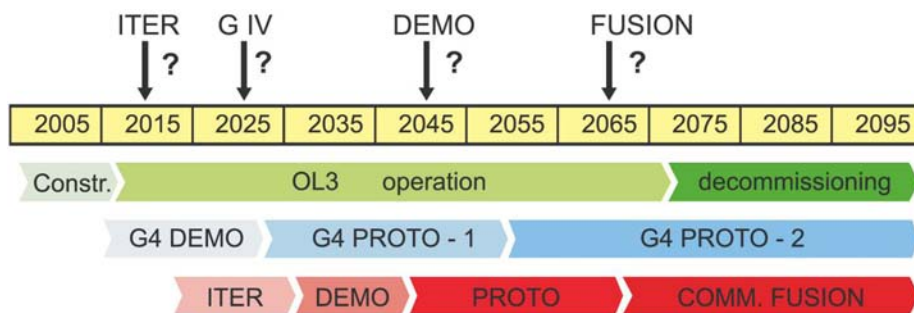 ITER G IV DEMO FUSION
? ? ? ?
2005 2015 2025 2035 2045 2055 2065 2075 2085 2095
Constr. OL3 operation decommissioning
G4 DEMO G4 PROTO - 1 G4 PROTO - 2
ITER DEMO PROTO COMM. FUSION